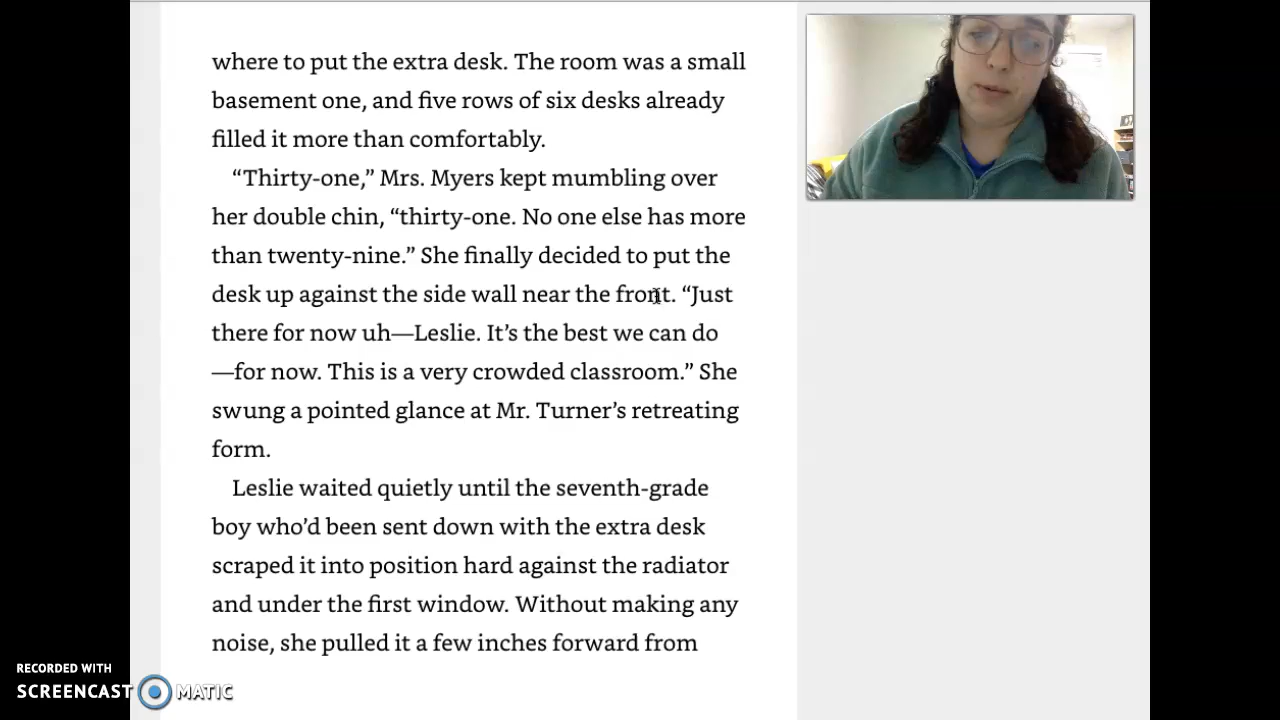 where to put the extra desk. The room was a small
basement one, and five rows of six desks already
filled it more than comfortably.
“Thirty-one,” Mrs. Myers kept mumbling over
her double chin, “thirty-one. No one else has more
than twenty-nine.” She finally decided to put the
desk up against the side wall near the front. “Just
there for now uh—Leslie. It’s the best we can do
—for now. This is a very crowded classroom.” She
swung a pointed glance at Mr. Turner’s retreating
form.
Leslie waited quietly until the seventh-grade
boy who’d been sent down with the extra desk
scraped it into position hard against the radiator
and under the first window. Without making any
noise, she pulled it a few inches forward from
RECORDED WITH
SCREENCAST MATIC